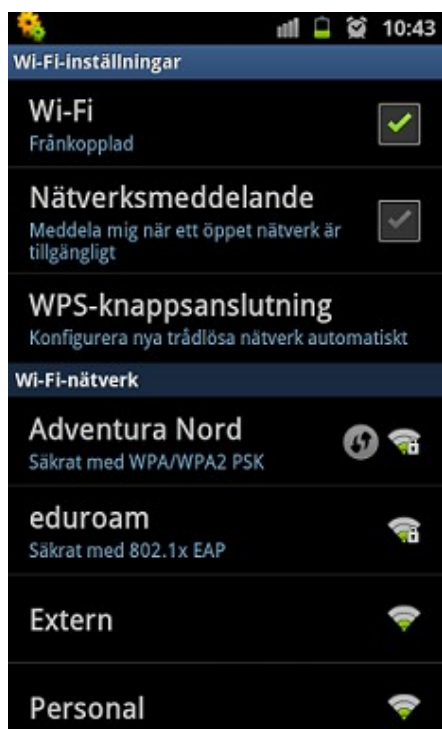 10:43
Wi-Fi-inställningar
Wi-Fi
Frånkopplad
Nätverksmeddelande
Meddela mig när ett öppet nätverk är
tillgängligt
WPS-knappsanslutning
Konfigurera nya trådlösa nätverk automatiskt
Wi-Fi-nätverk
Adventura Nord
Säkrat med WPA/WPA2 PSK
eduroam
Säkrat med 802.1x EAP
Extern
Personal